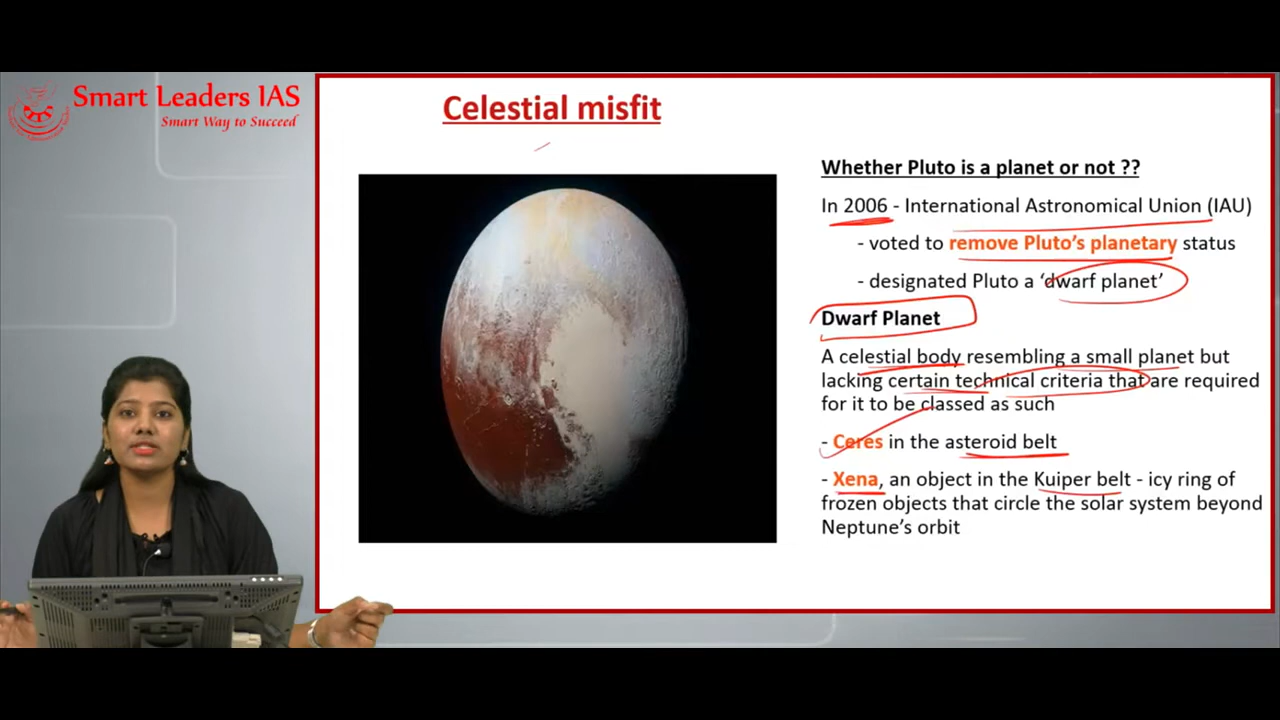 Smart Leaders IAS
Smart Way to Succeed
Celestial misfit
Whether Pluto is a planet or not ??
In 2006 - International Astronomical Union (IAU)
- voted to remove Pluto's planetary status
- designated Pluto a 'dwarf planet'
Dwarf Planet
A celestial body resembling a small planet but
lacking certain technical criteria that are required
for it to be classed as such
- Ceres in the asteroid belt
- Xena, an object in the Kuiper belt - icy ring of
frozen objects that circle the solar system beyond
Neptune's orbit